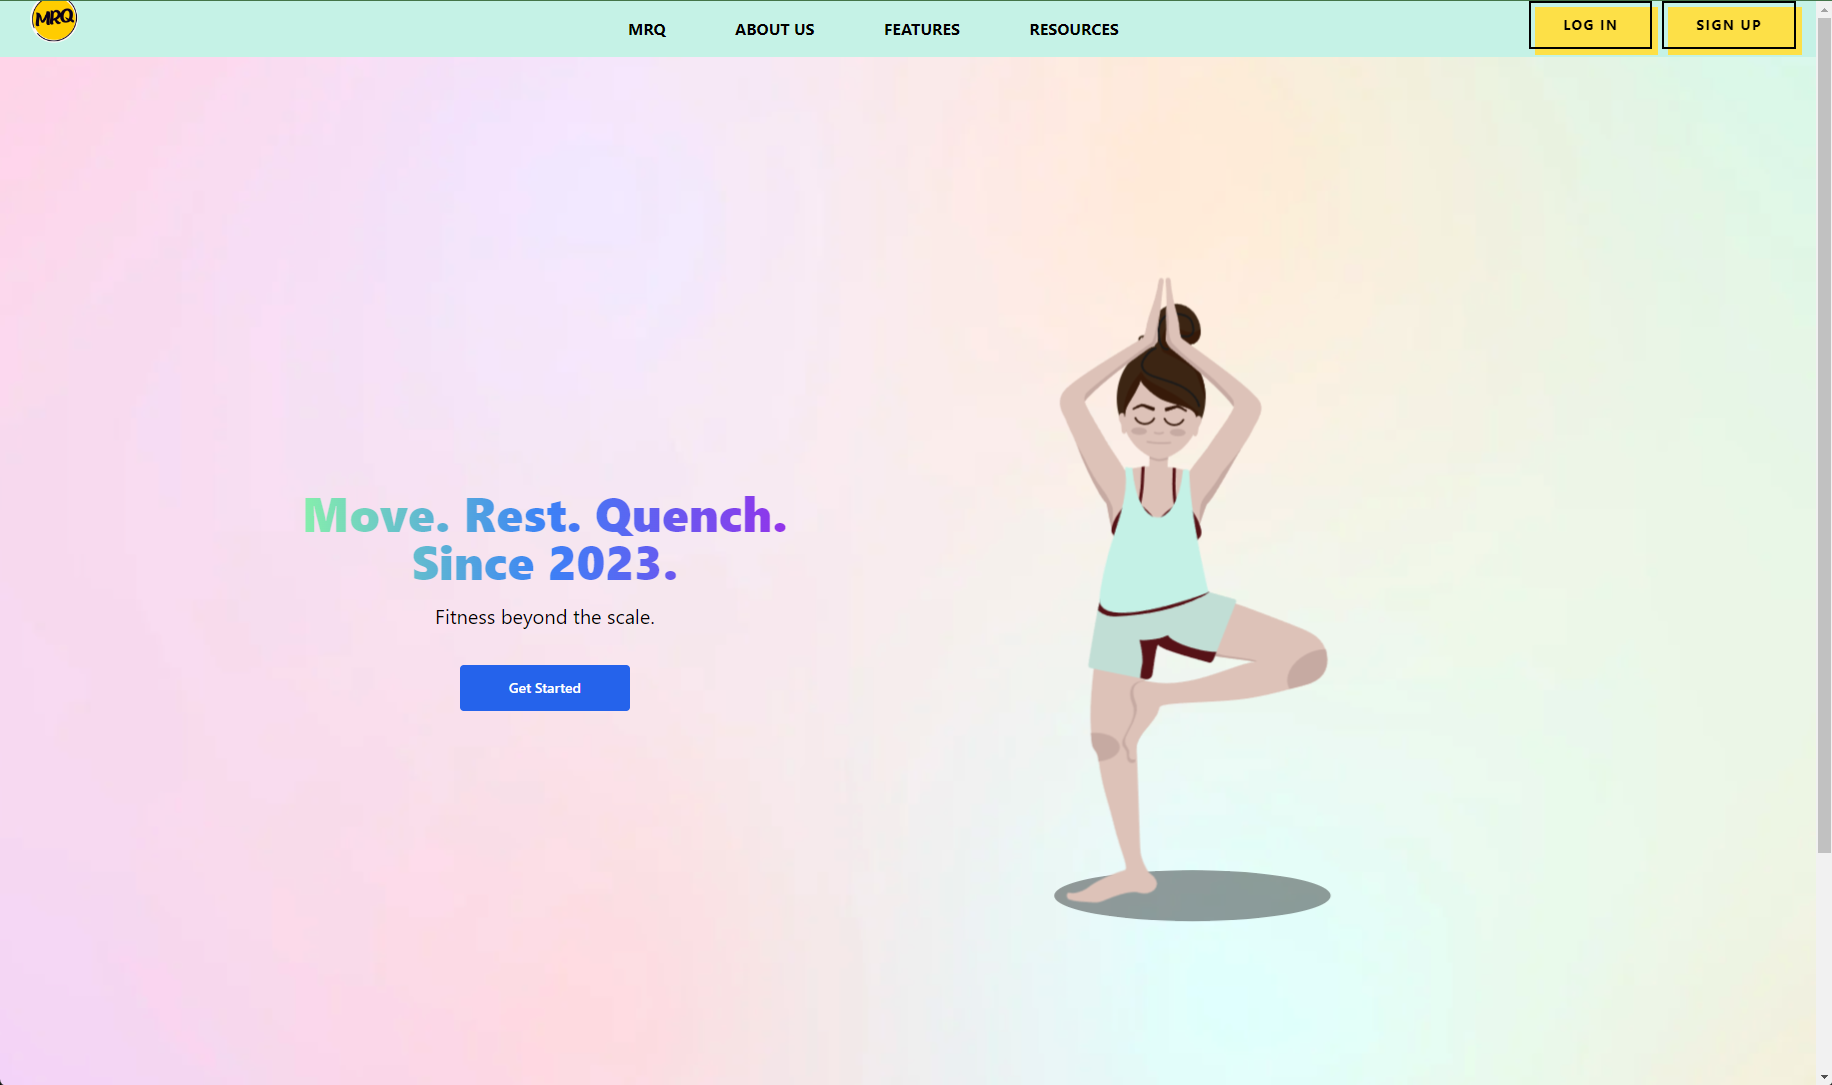 MRQ
MRQ
ABOUT US
FEATURES
RESOURCES
LOG IN
SIGN UP
Move. Rest. Quench.
Since 2023.
Fitness beyond the scale.
Get Started